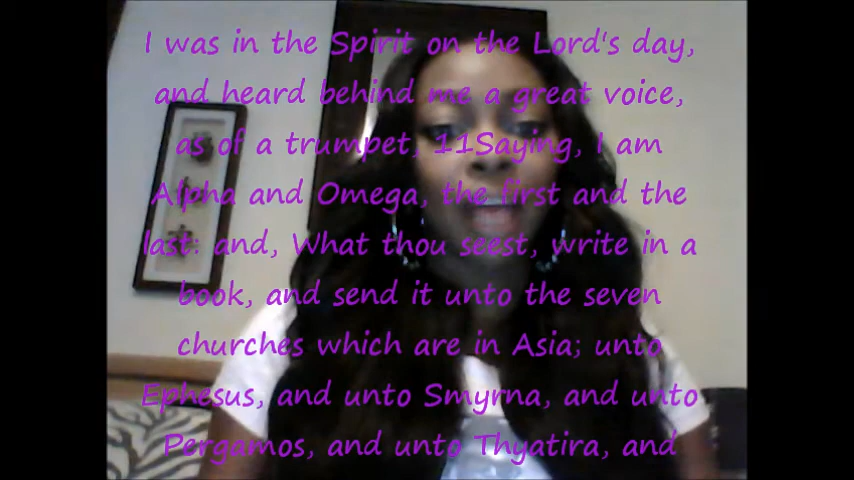 I was in the Spirit on the Lord's day,
and heard behind me a great voice,
as of a trumpet, 11Saying, I am
Alpha and Omega, the first and the
last: and, What thou seest, write in a
book, and send it unto the seven
churches which are in Asia; unto
Ephesus, and unto Smyrna, and unto
Pergamos, and unto Thyatira, and